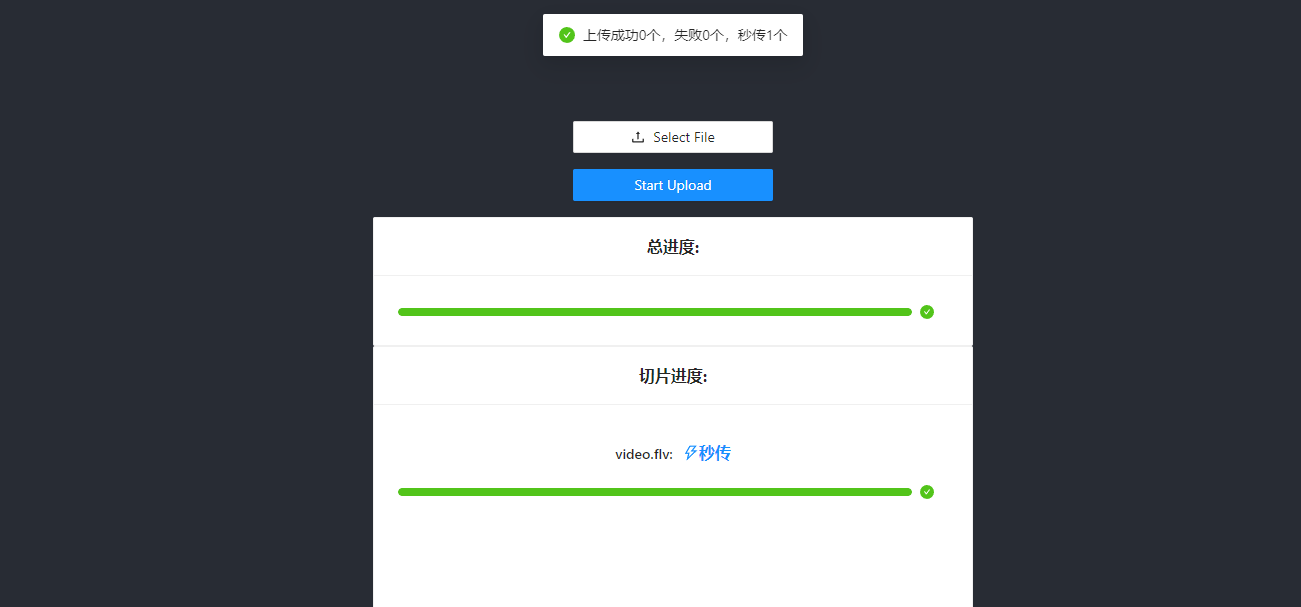 上传成功0个，失败0个，秒传1个
Select File
Start Upload
总进度:
切片进度:
video.flv: 秒传